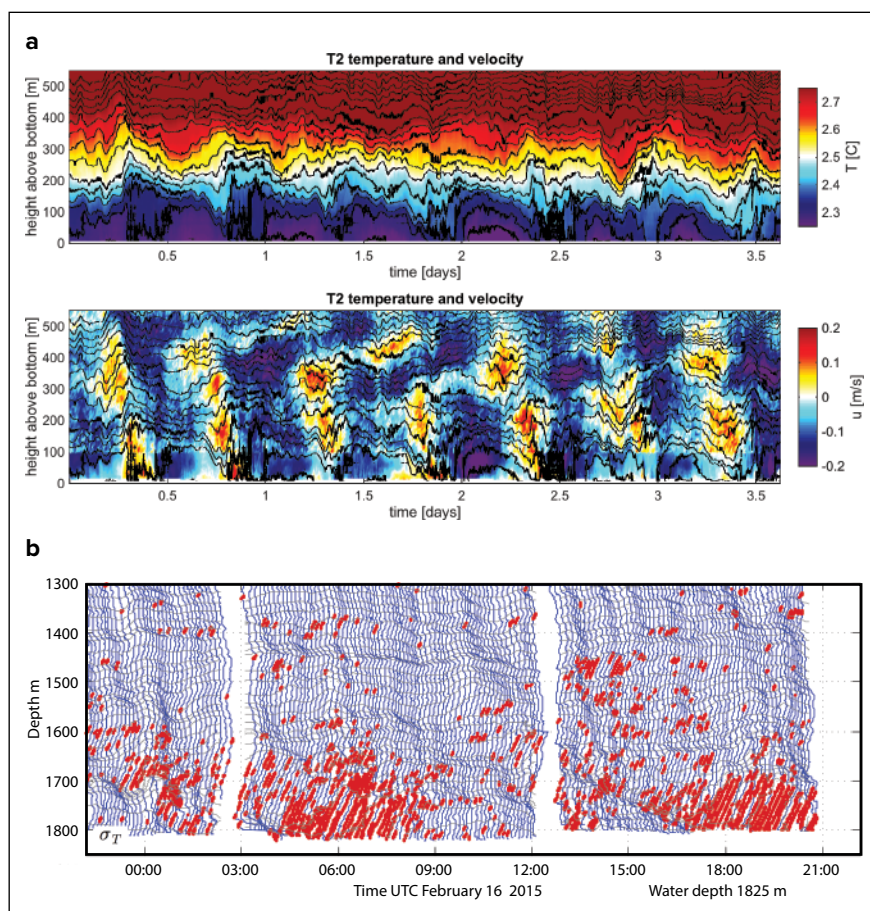 a
T2 temperature and velocity
height above bottom [m]
500
400
300
200
100
0
0.5 1 1.5 2 2.5 3 3.5
time [days]
2.7
2.6
2.5
2.4
2.3
T [C]
T2 temperature and velocity
height above bottom [m]
500
400
300
200
100
0
0.5 1 1.5 2 2.5 3 3.5
time [days]
0.2
0.1
0
-0.1
-0.2
u [m/s]
b
Depth m
1300
1400
1500
1600
1700
1800
σT
00:00 03:00 06:00 09:00 12:00 15:00 18:00 21:00
Time UTC February 16 2015 Water depth 1825 m